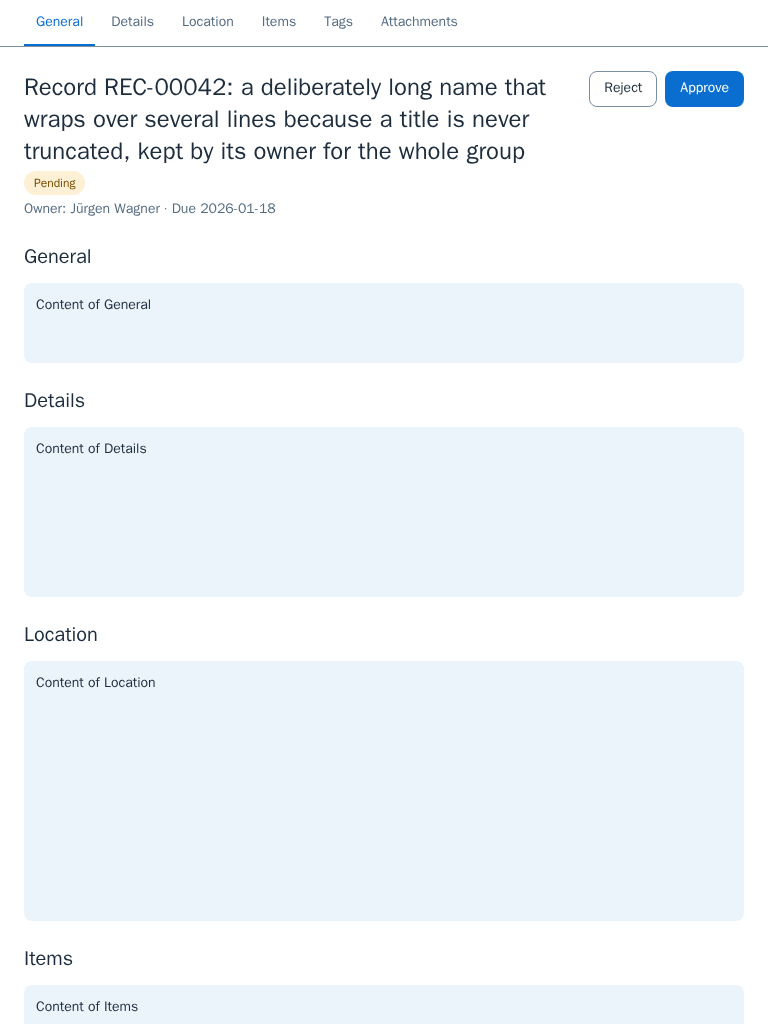 General Details Location Items Tags Attachments
Record REC-00042: a deliberately long name that
wraps over several lines because a title is never
truncated, kept by its owner for the whole group
Reject Approve
Pending
Owner: Jürgen Wagner · Due 2026-01-18
General
Content of General
Details
Content of Details
Location
Content of Location
Items
Content of Items